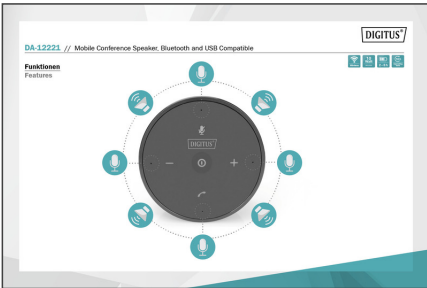 DIGITUS®
DA-12221 // Mobile Conference Speaker, Bluetooth and USB Compatible
Funktionen
Features
DIGITUS